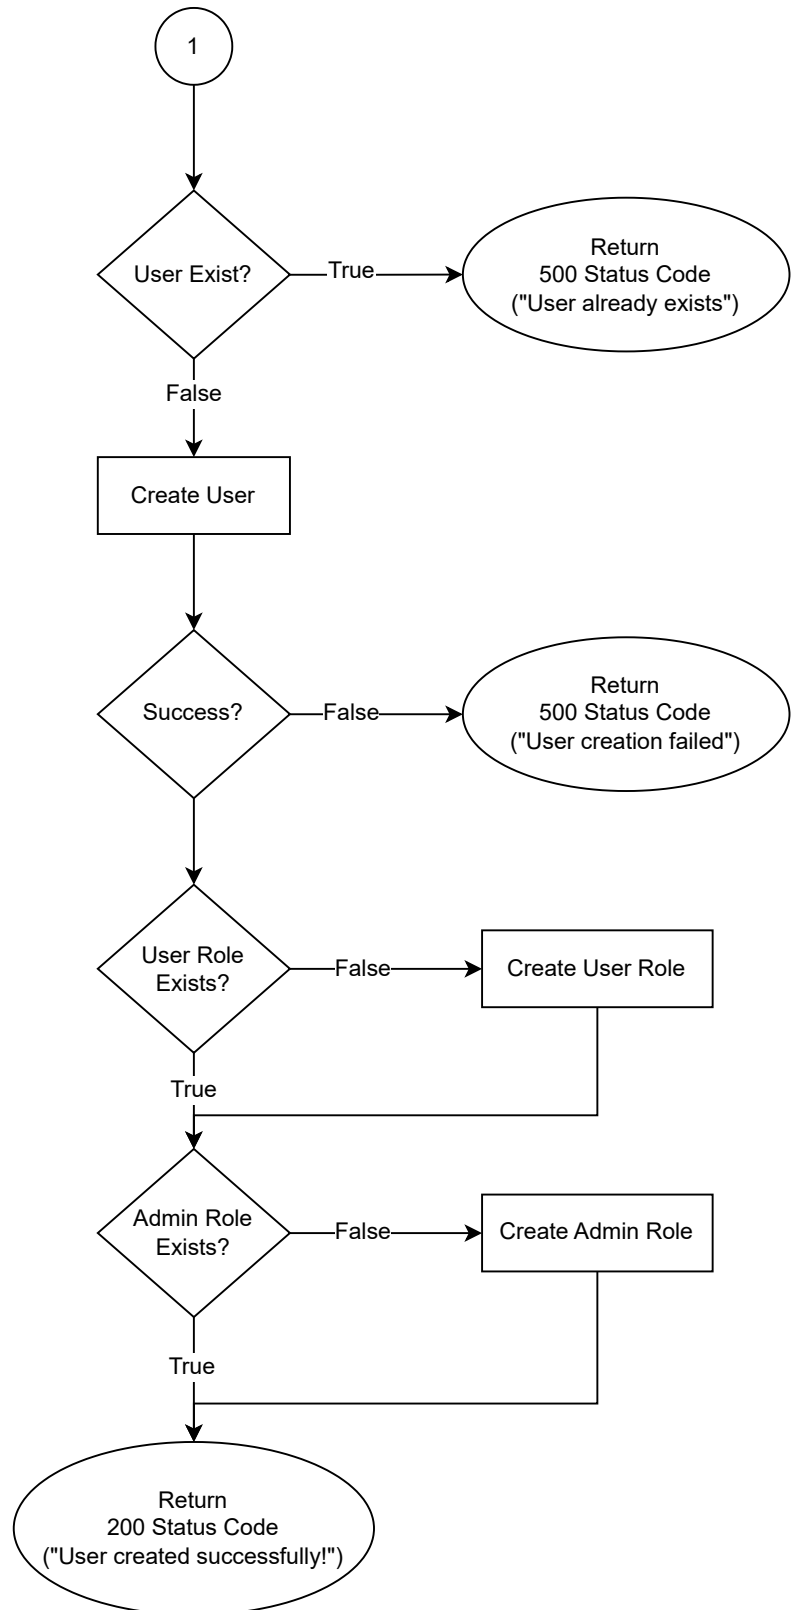 1
User Exist?
True
Return
500 Status Code
("User already exists")
False
Create User
Success?
False
Return
500 Status Code
("User creation failed")
User Role
Exists?
False
Create User Role
True
Admin Role
Exists?
False
Create Admin Role
True
Return
200 Status Code
("User created successfully!")